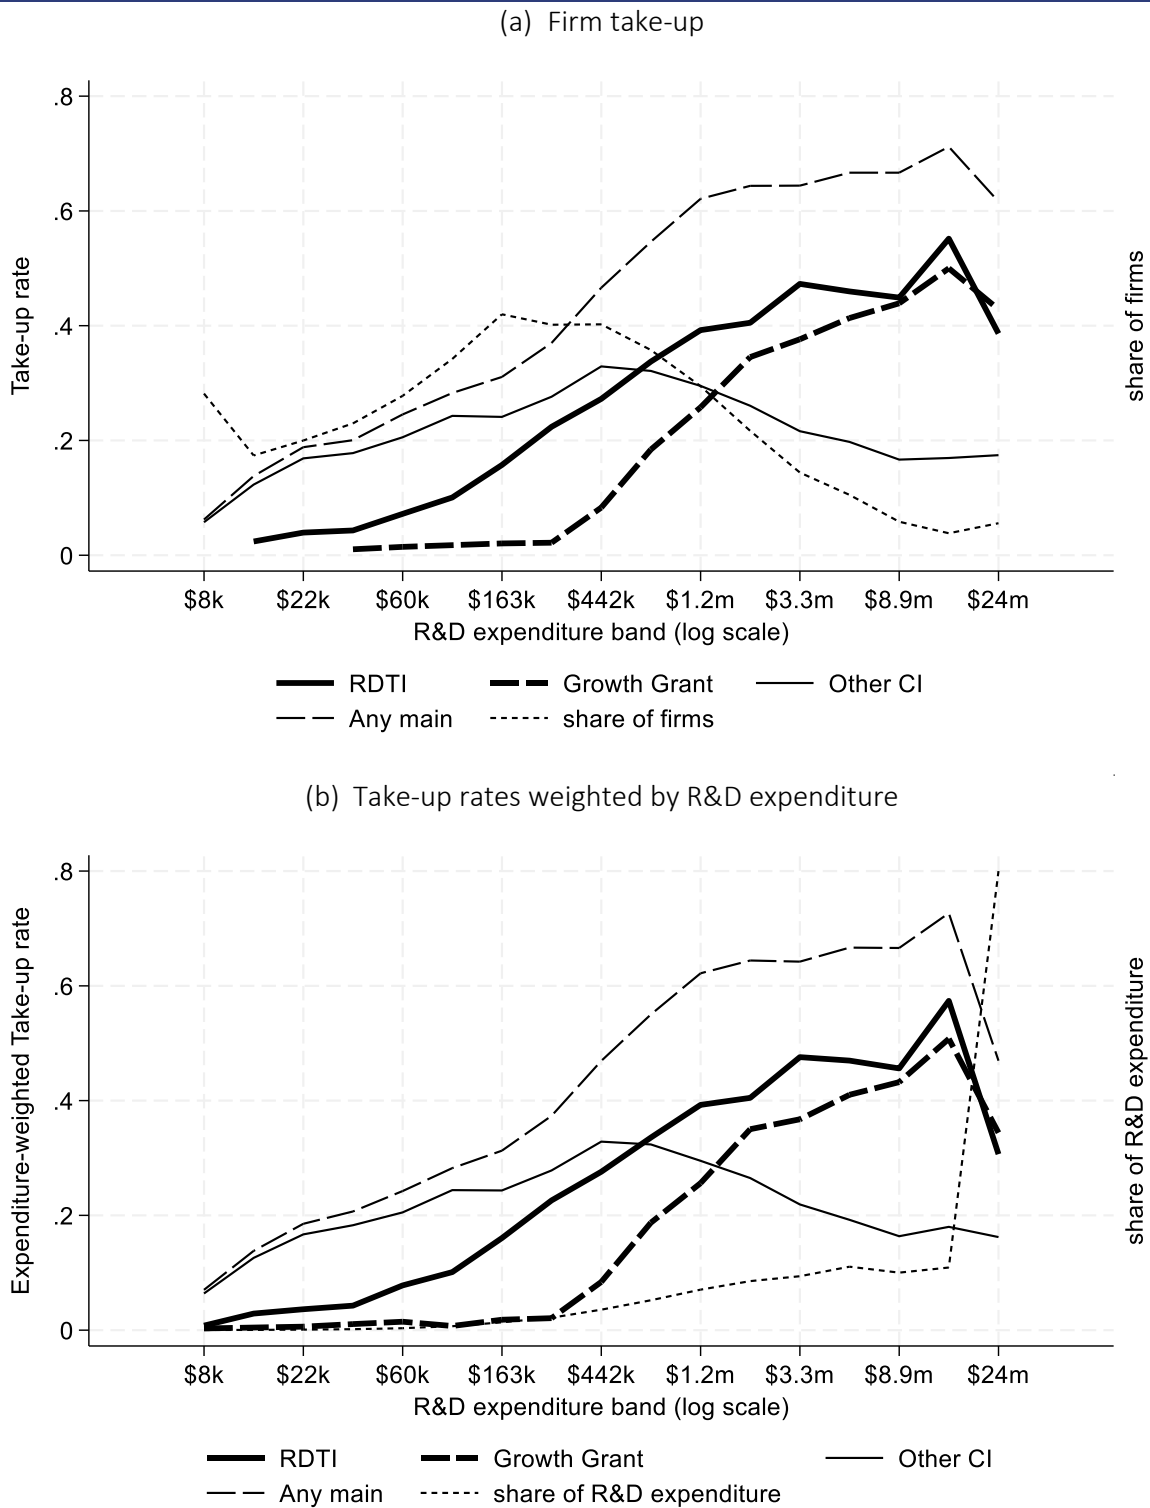 (a) Firm take-up
.8
.6
.4
.2
0
Take-up rate
share of firms
$8k $22k $60k $163k $442k $1.2m $3.3m $8.9m $24m
R&D expenditure band (log scale)
RDTI Growth Grant Other CI
Any main share of firms
(b) Take-up rates weighted by R&D expenditure
.8
.6
.4
.2
0
Expenditure-weighted Take-up rate
share of R&D expenditure
$8k $22k $60k $163k $442k $1.2m $3.3m $8.9m $24m
R&D expenditure band (log scale)
RDTI Growth Grant Other CI
Any main share of R&D expenditure